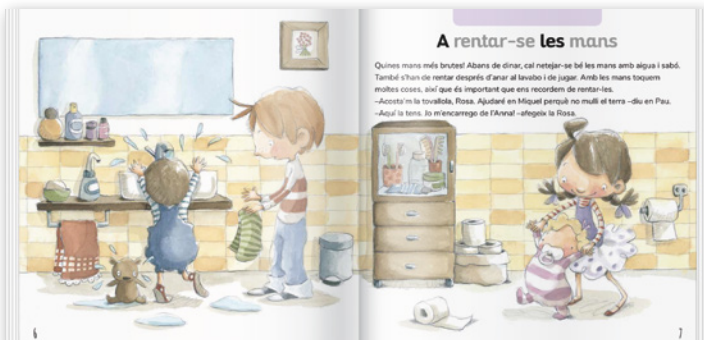 A rentar-se les mans
Quines mans més brutes! Abans de dinar, cal netejar-se bé les mans amb aigua i sabó.
També s'han de rentar després d'anar al lavabo i de jugar. Amb les mans toquem
moltes coses, així que és important que ens recordem de rentar-les.
–Acosta'm la tovallola, Rosa. Ajudaré en Miquel perquè no mulli el terra –diu en Pau.
–Aquí la tens. Jo m'encarrego de l'Anna! –afegeix la Rosa.
6
7